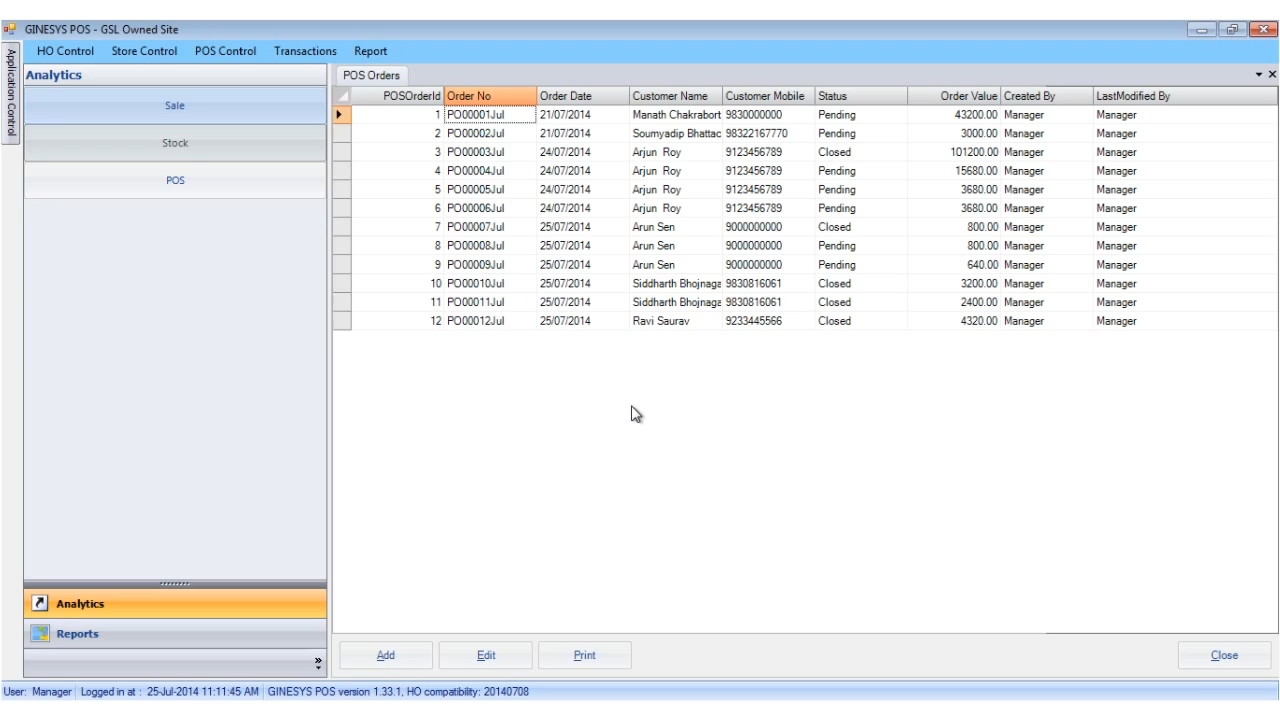 GINESYS POS - GSL Owned Site
HO Control Store Control POS Control Transactions Report
Application Control
Analytics
Sale
Stock
POS
Analytics
Reports
POS Orders
POSOrderId Order No Order Date Customer Name Customer Mobile Status Order Value Created By LastModified By
1 PO00001Jul 21/07/2014 Manath Chakrabort 9830000000 Pending 43200.00 Manager Manager
2 PO00002Jul 21/07/2014 Soumyadip Bhattac 98322167770 Pending 3000.00 Manager Manager
3 PO00003Jul 24/07/2014 Arjun Roy 9123456789 Closed 101200.00 Manager Manager
4 PO00004Jul 24/07/2014 Arjun Roy 9123456789 Pending 15680.00 Manager Manager
5 PO00005Jul 24/07/2014 Arjun Roy 9123456789 Pending 3680.00 Manager Manager
6 PO00006Jul 24/07/2014 Arjun Roy 9123456789 Pending 3680.00 Manager Manager
7 PO00007Jul 25/07/2014 Arun Sen 9000000000 Closed 800.00 Manager Manager
8 PO00008Jul 25/07/2014 Arun Sen 9000000000 Pending 800.00 Manager Manager
9 PO00009Jul 25/07/2014 Arun Sen 9000000000 Pending 640.00 Manager Manager
10 PO00010Jul 25/07/2014 Siddharth Bhojnaga 9830816061 Closed 3200.00 Manager Manager
11 PO00011Jul 25/07/2014 Siddharth Bhojnaga 9830816061 Closed 2400.00 Manager Manager
12 PO00012Jul 25/07/2014 Ravi Saurav 9233445566 Closed 4320.00 Manager Manager
Add Edit Print Close
User: Manager Logged in at : 25-Jul-2014 11:11:45 AM GINESYS POS version 1.33.1, HO compatibility: 20140708